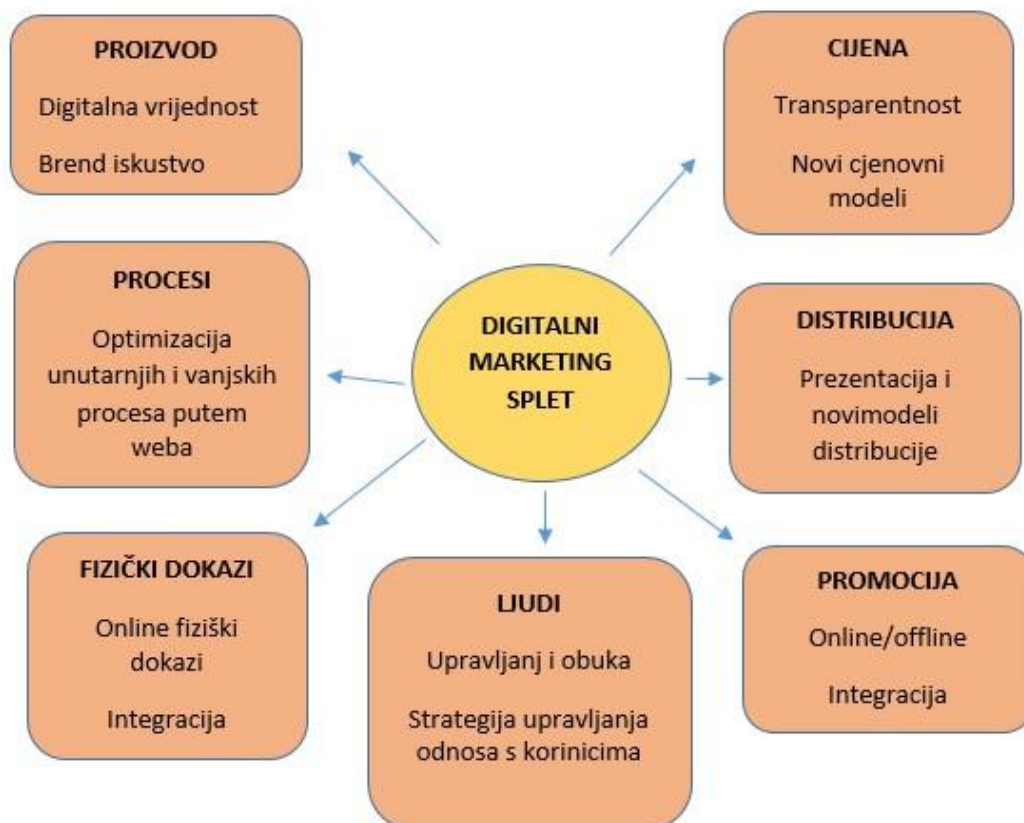 PROIZVOD
Digitalna vrijednost
Brend iskustvo
CIJENA
Transparentnost
Novi cjenovni
modeli
PROCESI
Optimizacija
unutarnjih i vanjskih
procesa putem
weba
DIGITALNI
MARKETING
SPLET
DISTRIBUCIJA
Prezentacija i
novimodeli
distribucije
FIZIČKI DOKAZI
Online fiziški
dokazi
Integracija
LJUDI
Upravljanj i obuka
Strategija upravljanja
odnosa s korinicima
PROMOCIJA
Online/offline
Integracija